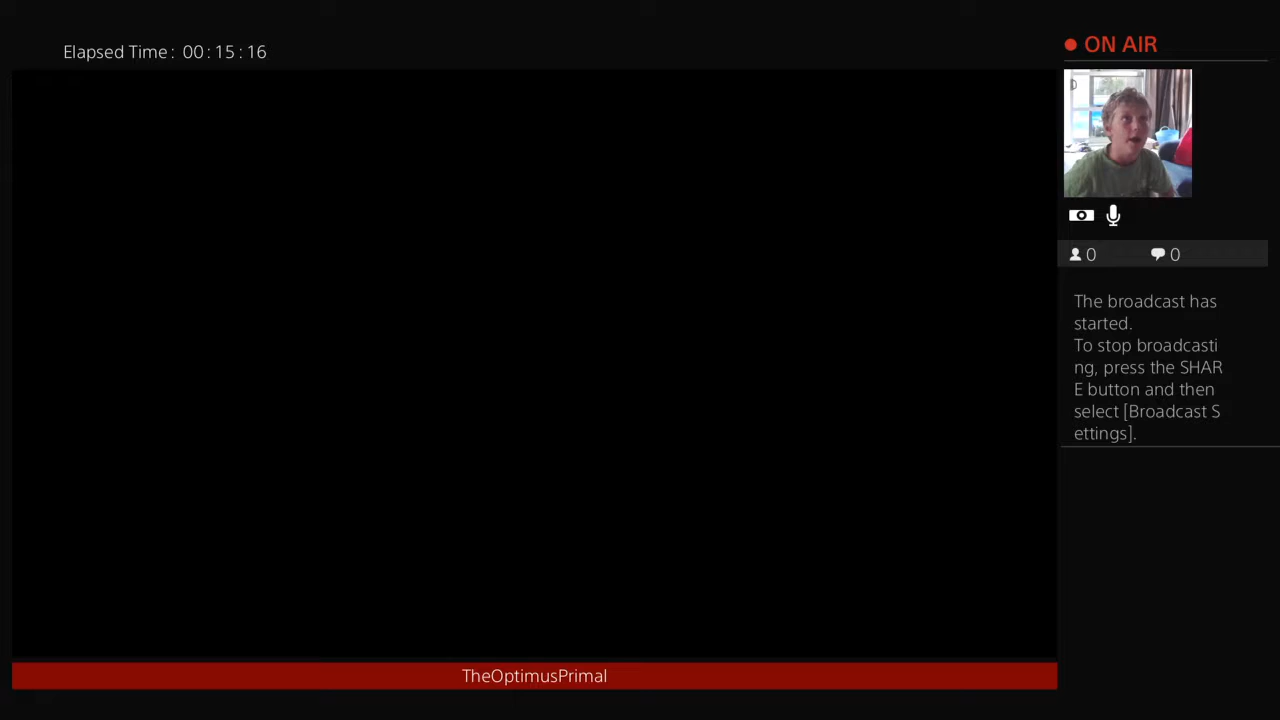 Elapsed Time: 00:15:16
ON AIR
0 0
The broadcast has
started.
To stop broadcasti
ng, press the SHAR
E button and then
select [Broadcast S
ettings].
TheOptimusPrimal